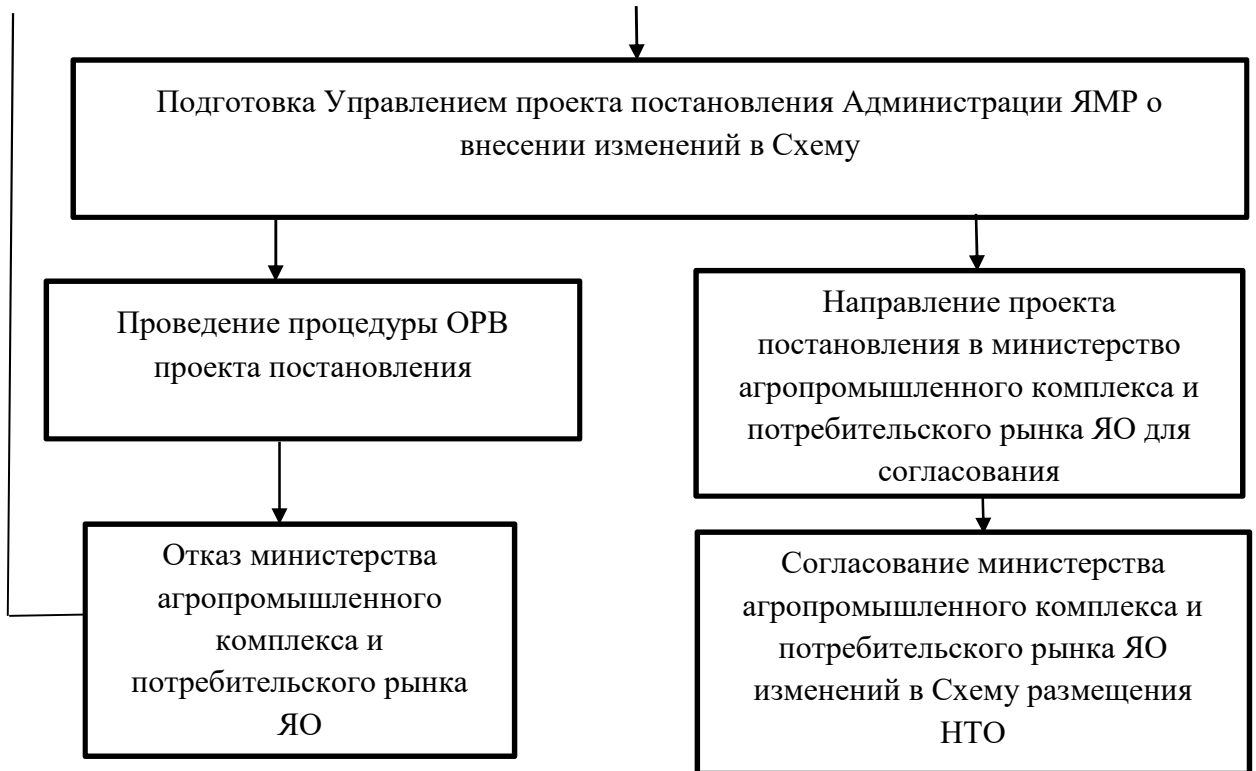 Подготовка Управлением проекта постановления Администрации ЯМР о
внесении изменений в Схему
Проведение процедуры ОРВ
проекта постановления
Направление проекта
постановления в министерство
агропромышленного комплекса и
потребительского рынка ЯО для
согласования
Отказ министерства
агропромышленного
комплекса и
потребительского рынка
ЯО
Согласование министерства
агропромышленного комплекса и
потребительского рынка ЯО
изменений в Схему размещения
НТО